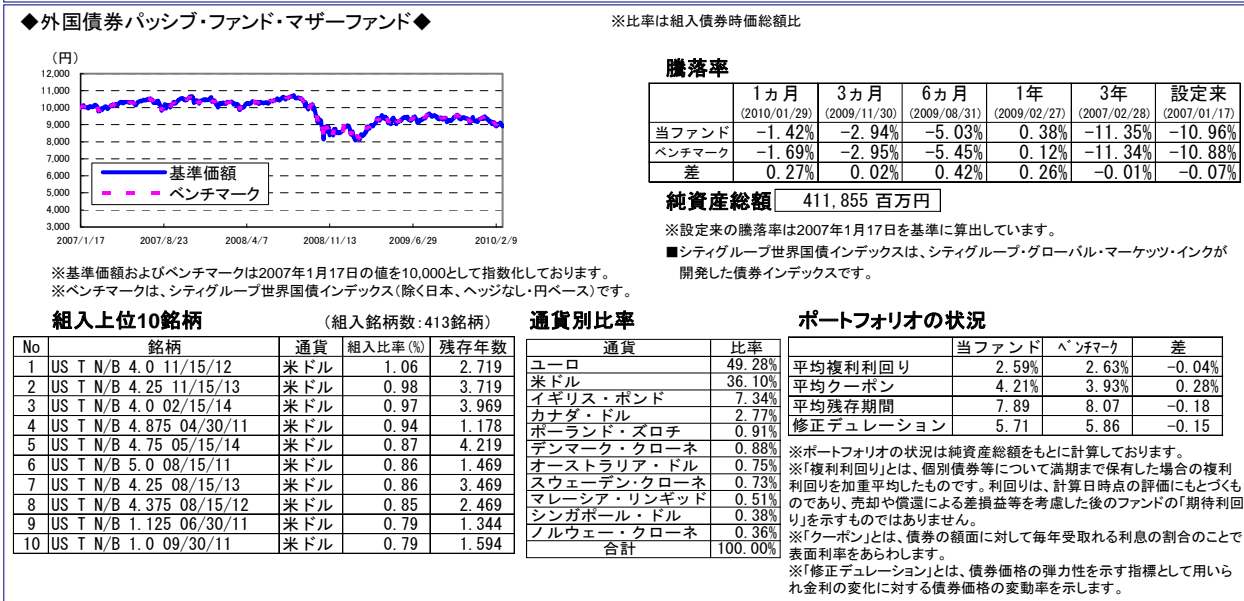 ◆外国債券パッシブ・ファンド・マザーファンド◆
※比率は組入債券時価総額比
(円)
12,000
11,000
10,000
9,000
8,000
7,000
6,000
5,000
4,000
3,000
基準価額
ベンチマーク
2007/1/17 2007/8/23 2008/4/7 2008/11/13 2009/6/29 2010/2/9
※基準価額およびベンチマークは2007年1月17日の値を10,000として指数化しております。
※ベンチマークは、シティグループ世界国債インデックス(除く日本、ヘッジなし・円ベース)です。
騰落率
1ヵ月 3ヵ月 6ヵ月 1年 3年 設定来
(2010/01/29) (2009/11/30) (2009/08/31) (2009/02/27) (2007/02/28) (2007/01/17)
当ファンド -1.42% -2.94% -5.03% 0.38% -11.35% -10.96%
ベンチマーク -1.69% -2.95% -5.45% 0.12% -11.34% -10.88%
差 0.27% 0.02% 0.42% 0.26% -0.01% -0.07%
純資産総額 411,855 百万円
※設定来の騰落率は2007年1月17日を基準に算出しています。
■シティグループ世界国債インデックスは、シティグループ・グローバル・マーケッツ・インクが
開発した債券インデックスです。
組入上位10銘柄 (組入銘柄数:413銘柄)
No 銘柄 通貨 組入比率(%) 残存年数
1 US T N/B 4.0 11/15/12 米ドル 1.06 2.719
2 US T N/B 4.25 11/15/13 米ドル 0.98 3.719
3 US T N/B 4.0 02/15/14 米ドル 0.97 3.969
4 US T N/B 4.875 04/30/11 米ドル 0.94 1.178
5 US T N/B 4.75 05/15/14 米ドル 0.87 4.219
6 US T N/B 5.0 08/15/11 米ドル 0.86 1.469
7 US T N/B 4.25 08/15/13 米ドル 0.86 3.469
8 US T N/B 4.375 08/15/12 米ドル 0.85 2.469
9 US T N/B 1.125 06/30/11 米ドル 0.79 1.344
10 US T N/B 1.0 09/30/11 米ドル 0.79 1.594
通貨別比率
通貨 比率
ユーロ 49.28%
米ドル 36.10%
イギリス・ポンド 7.34%
カナダ・ドル 2.77%
ポーランド・ズロチ 0.91%
デンマーク・クローネ 0.88%
オーストラリア・ドル 0.75%
スウェーデン・クローネ 0.73%
マレーシア・リンギッド 0.51%
シンガポール・ドル 0.38%
ノルウェー・クローネ 0.36%
合計 100.00%
ポートフォリオの状況
当ファンド ベンチマーク 差
平均複利利回り 2.59% 2.63% -0.04%
平均クーポン 4.21% 3.93% 0.28%
平均残存期間 7.89 8.07 -0.18
修正デュレーション 5.71 5.86 -0.15
※ポートフォリオの状況は純資産総額をもとに計算しております。
※「複利利回り」とは、個別債券等について満期まで保有した場合の複利
利回りを加重平均したものです。利回りは、計算日時点の評価にもとづくも
のであり、売却や償還による差損益等を考慮した後のファンドの「期待利回
り」を示すものではありません。
※「クーポン」とは、債券の額面に対して毎年受取れる利息の割合のことで
表面利率をあらわします。
※「修正デュレーション」とは、債券価格の弾力性を示す指標として用いら
れ金利の変化に対する債券価格の変動率を示します。